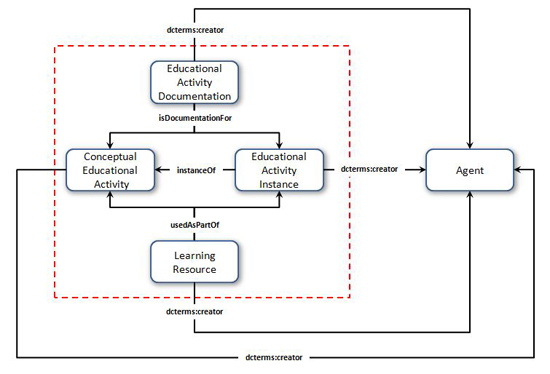 dcterms:creator
Educational
Activity
Documentation
isDocumentationFor
Conceptual
Educational
Activity
instanceOf
Educational
Activity
Instance
dcterms:creator
Agent
usedAsPartOf
Learning
Resource
dcterms:creator
dcterms:creator